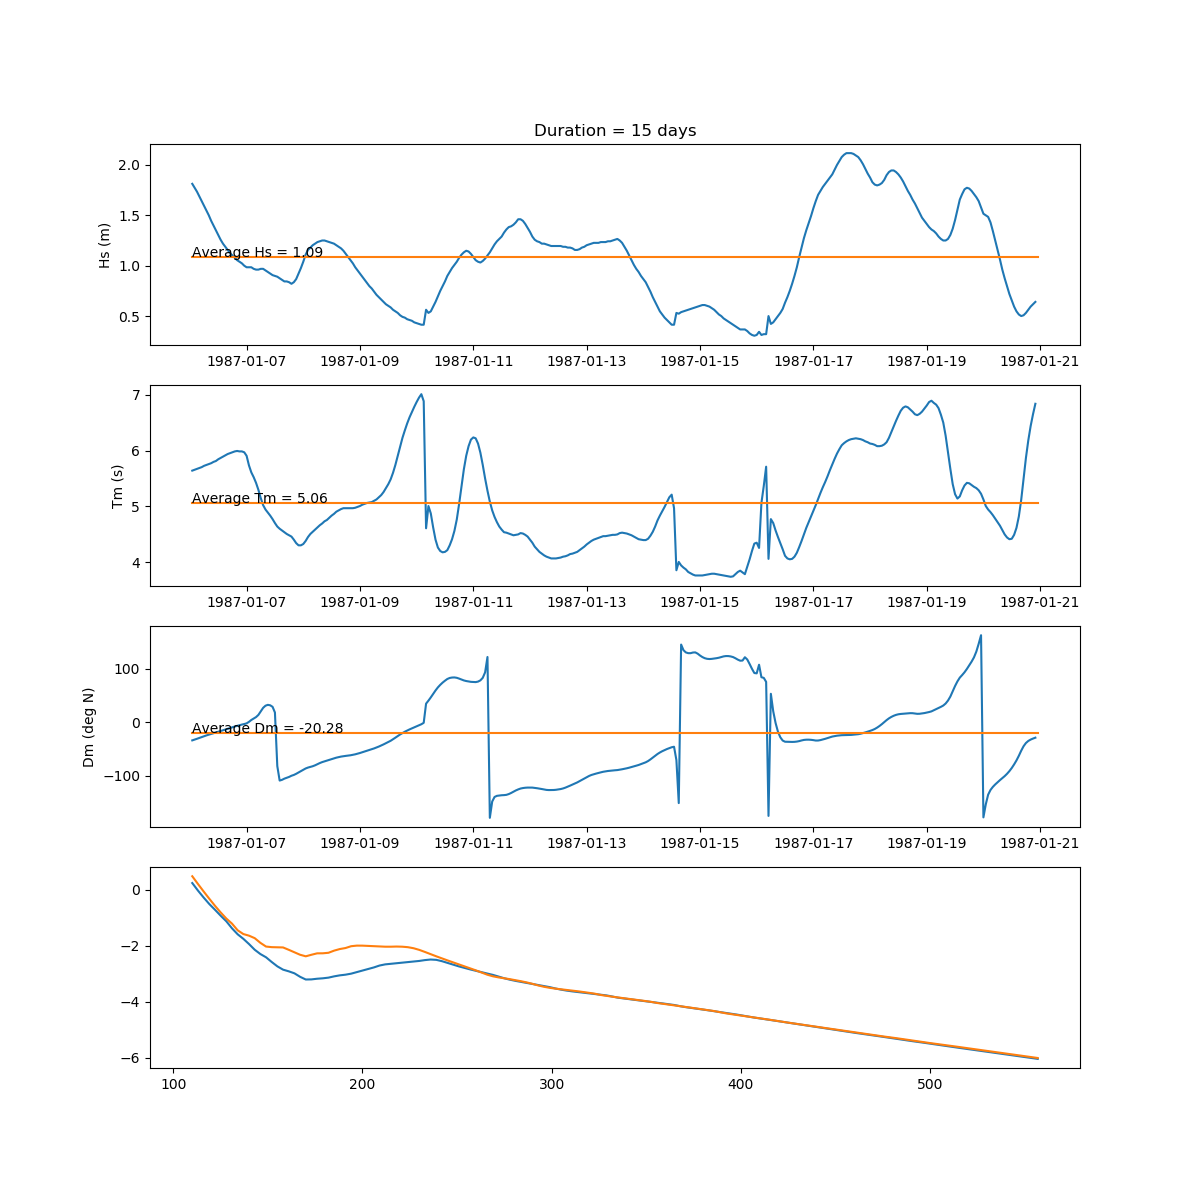 Duration = 15 days
Hs (m)
2.0
1.5
1.0
0.5
Average Hs = 1.09
1987-01-07 1987-01-09 1987-01-11 1987-01-13 1987-01-15 1987-01-17 1987-01-19 1987-01-21
Tm (s)
7
6
5
4
Average Tm = 5.06
1987-01-07 1987-01-09 1987-01-11 1987-01-13 1987-01-15 1987-01-17 1987-01-19 1987-01-21
Dm (deg N)
100
0
−100
Average Dm = -20.28
1987-01-07 1987-01-09 1987-01-11 1987-01-13 1987-01-15 1987-01-17 1987-01-19 1987-01-21
0
−2
−4
−6
100 200 300 400 500